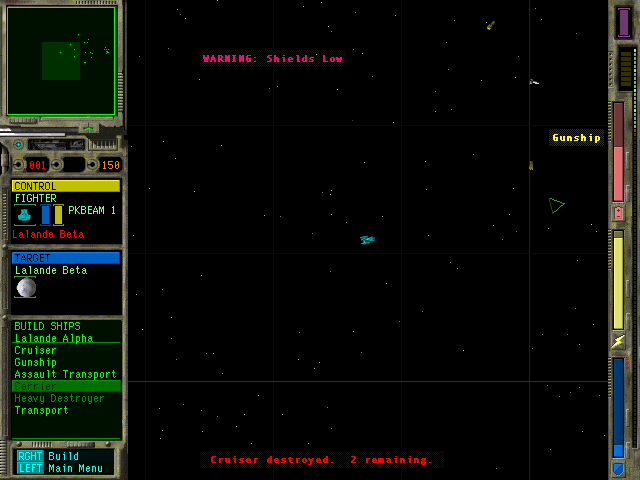 WARNING: Shields Low
Gunship
001
150
CONTROL
FIGHTER
PKBEAM 1
Lalande Beta
TARGET
Lalande Beta
BUILD SHIPS
Lalande Alpha
Cruiser
Gunship
Assault Transport
Carrier
Heavy Destroyer
Transport
RGHT Build
LEFT Main Menu
Cruiser destroyed. 2 remaining.